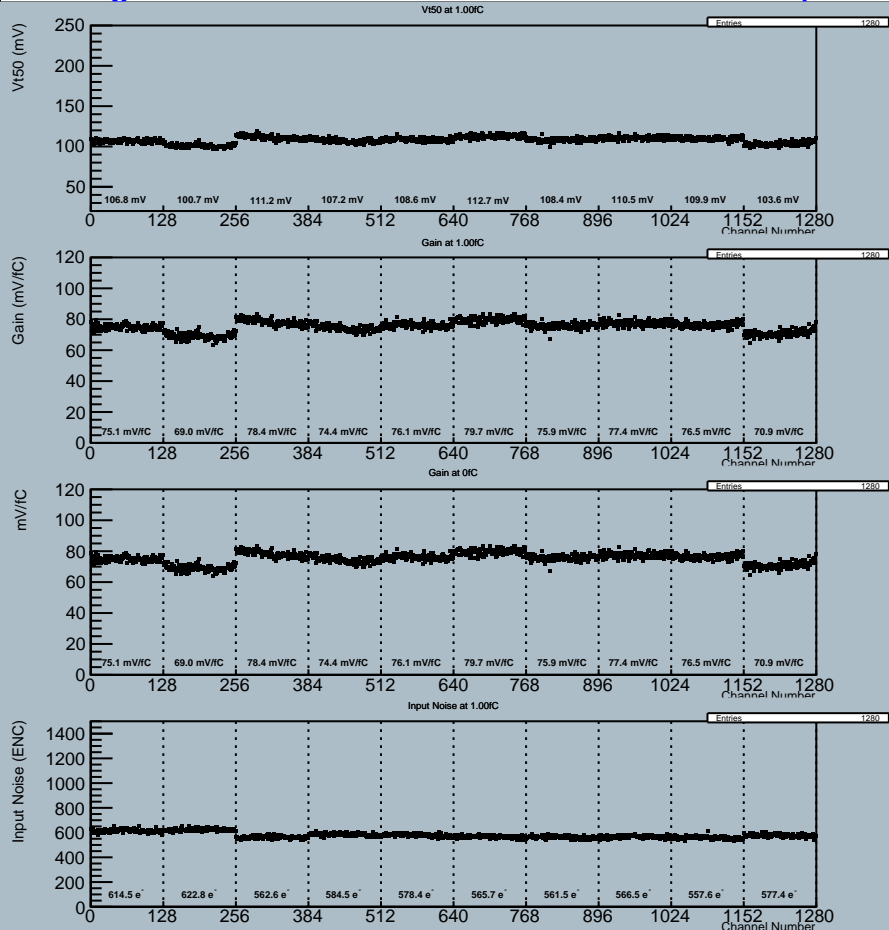 Vt50 at 1.00fC
Entries 1280
Vt50 (mV)
250
200
150
100
50
106.8 mV 100.7 mV 111.2 mV 107.2 mV 108.6 mV 112.7 mV 108.4 mV 110.5 mV 109.9 mV 103.6 mV
0 128 256 384 512 640 768 896 1024 1152 1280
Channel Number
Gain at 1.00fC
Entries 1280
Gain (mV/fC)
120
100
80
60
40
20
0
75.1 mV/fC 69.0 mV/fC 78.4 mV/fC 74.4 mV/fC 76.1 mV/fC 79.7 mV/fC 75.9 mV/fC 77.4 mV/fC 76.5 mV/fC 70.9 mV/fC
0 128 256 384 512 640 768 896 1024 1152 1280
Channel Number
Gain at 0fC
Entries 1280
mV/fC
120
100
80
60
40
20
0
75.1 mV/fC 69.0 mV/fC 78.4 mV/fC 74.4 mV/fC 76.1 mV/fC 79.7 mV/fC 75.9 mV/fC 77.4 mV/fC 76.5 mV/fC 70.9 mV/fC
0 128 256 384 512 640 768 896 1024 1152 1280
Channel Number
Input Noise at 1.00fC
Entries 1280
Input Noise (ENC)
1400
1200
1000
800
600
400
200
0
614.5 e⁻ 622.8 e⁻ 562.6 e⁻ 584.5 e⁻ 578.4 e⁻ 565.7 e⁻ 561.5 e⁻ 566.5 e⁻ 557.6 e⁻ 577.4 e⁻
0 128 256 384 512 640 768 896 1024 1152 1280
Channel Number